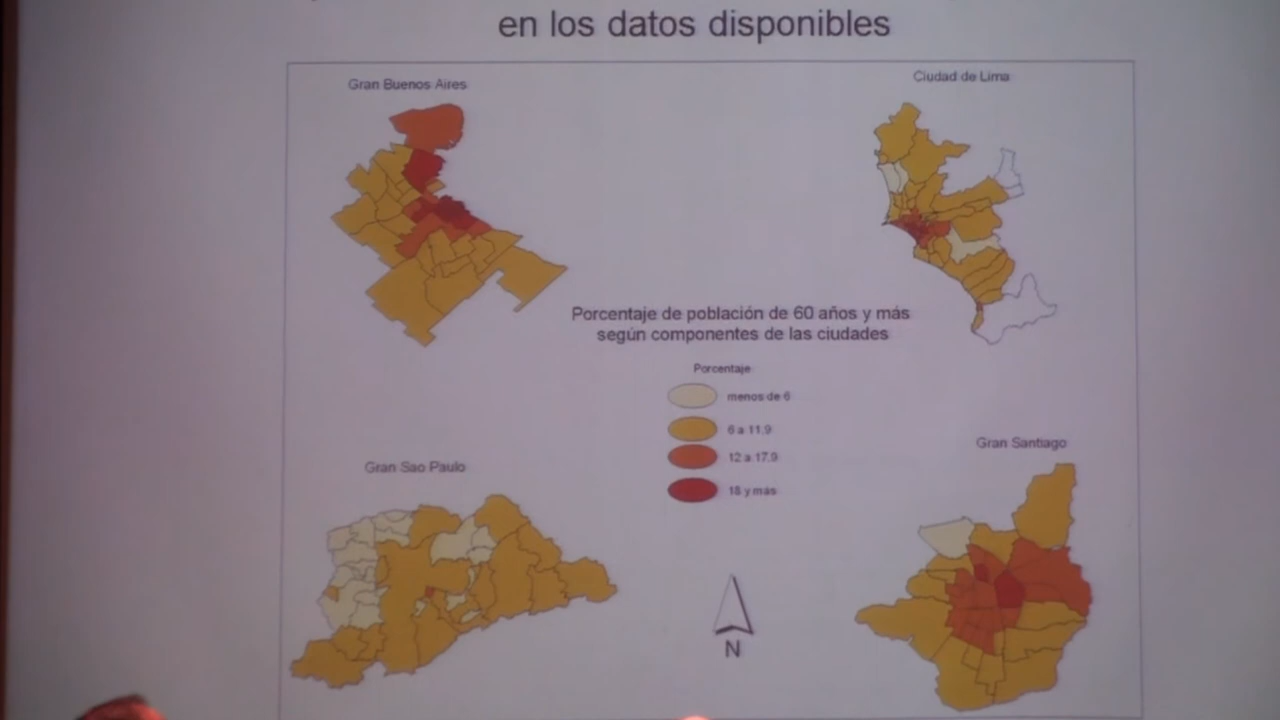 en los datos disponibles
Gran Buenos Aires
Ciudad de Lima
Porcentaje de población de 60 años y más
según componentes de las ciudades
Porcentaje
menos de 6
6 a 11.9
12 a 17.9
18 y más
Gran Sao Paulo
Gran Santiago
N